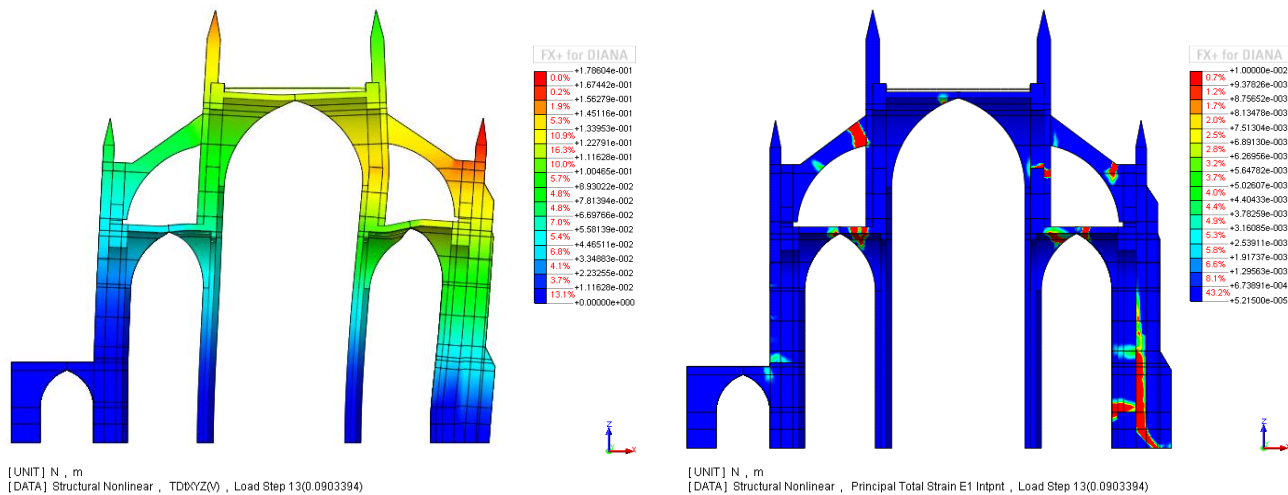 FX+ for DIANA
+1.78604e-001
0.0%
+1.67442e-001
0.2%
+1.56279e-001
1.9%
+1.45116e-001
5.3%
+1.33953e-001
10.9%
+1.22791e-001
16.3%
+1.11628e-001
10.0%
+1.00465e-001
5.7%
+8.93022e-002
4.8%
+7.81394e-002
4.8%
+6.69766e-002
7.0%
+5.58139e-002
5.4%
+4.46511e-002
6.8%
+3.34883e-002
4.1%
+2.23255e-002
3.7%
+1.11628e-002
13.1%
+0.00000e+000
Z
Y
X
[UNIT] N , m
[DATA] Structural Nonlinear , TDtXYZ(V) , Load Step 13(0.0903394)
FX+ for DIANA
+1.00000e-002
0.7%
+9.37826e-003
1.2%
+8.75652e-003
1.7%
+8.13478e-003
2.0%
+7.51304e-003
2.5%
+6.89130e-003
2.8%
+6.26956e-003
3.2%
+5.64782e-003
3.7%
+5.02607e-003
4.0%
+4.40433e-003
4.4%
+3.78259e-003
4.9%
+3.16085e-003
5.3%
+2.53911e-003
5.8%
+1.91737e-003
6.6%
+1.29563e-003
8.1%
+6.73891e-004
43.2%
+5.21500e-005
Z
Y
X
[UNIT] N , m
[DATA] Structural Nonlinear , Principal Total Strain E1 Intpnt , Load Step 13(0.0903394)